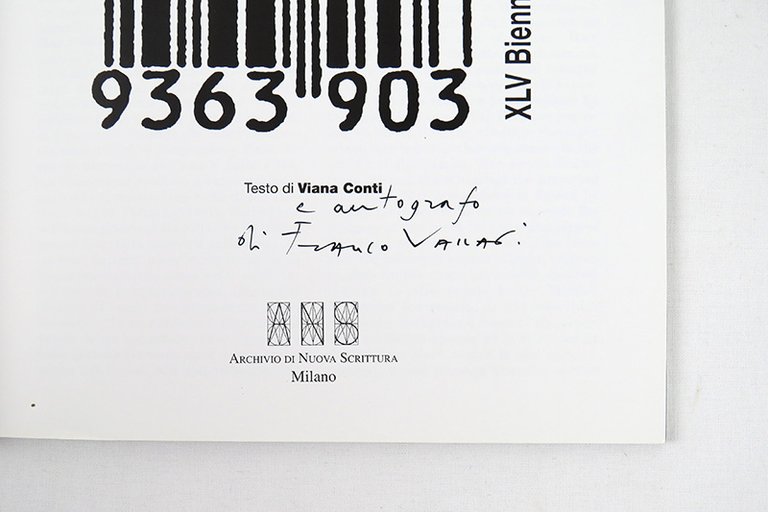 9363 903
XLV Bienn
Testo di Viana Conti
e autografo
di Franco Vaccari
ANS
ARCHIVIO DI NUOVA SCRITTURA
Milano